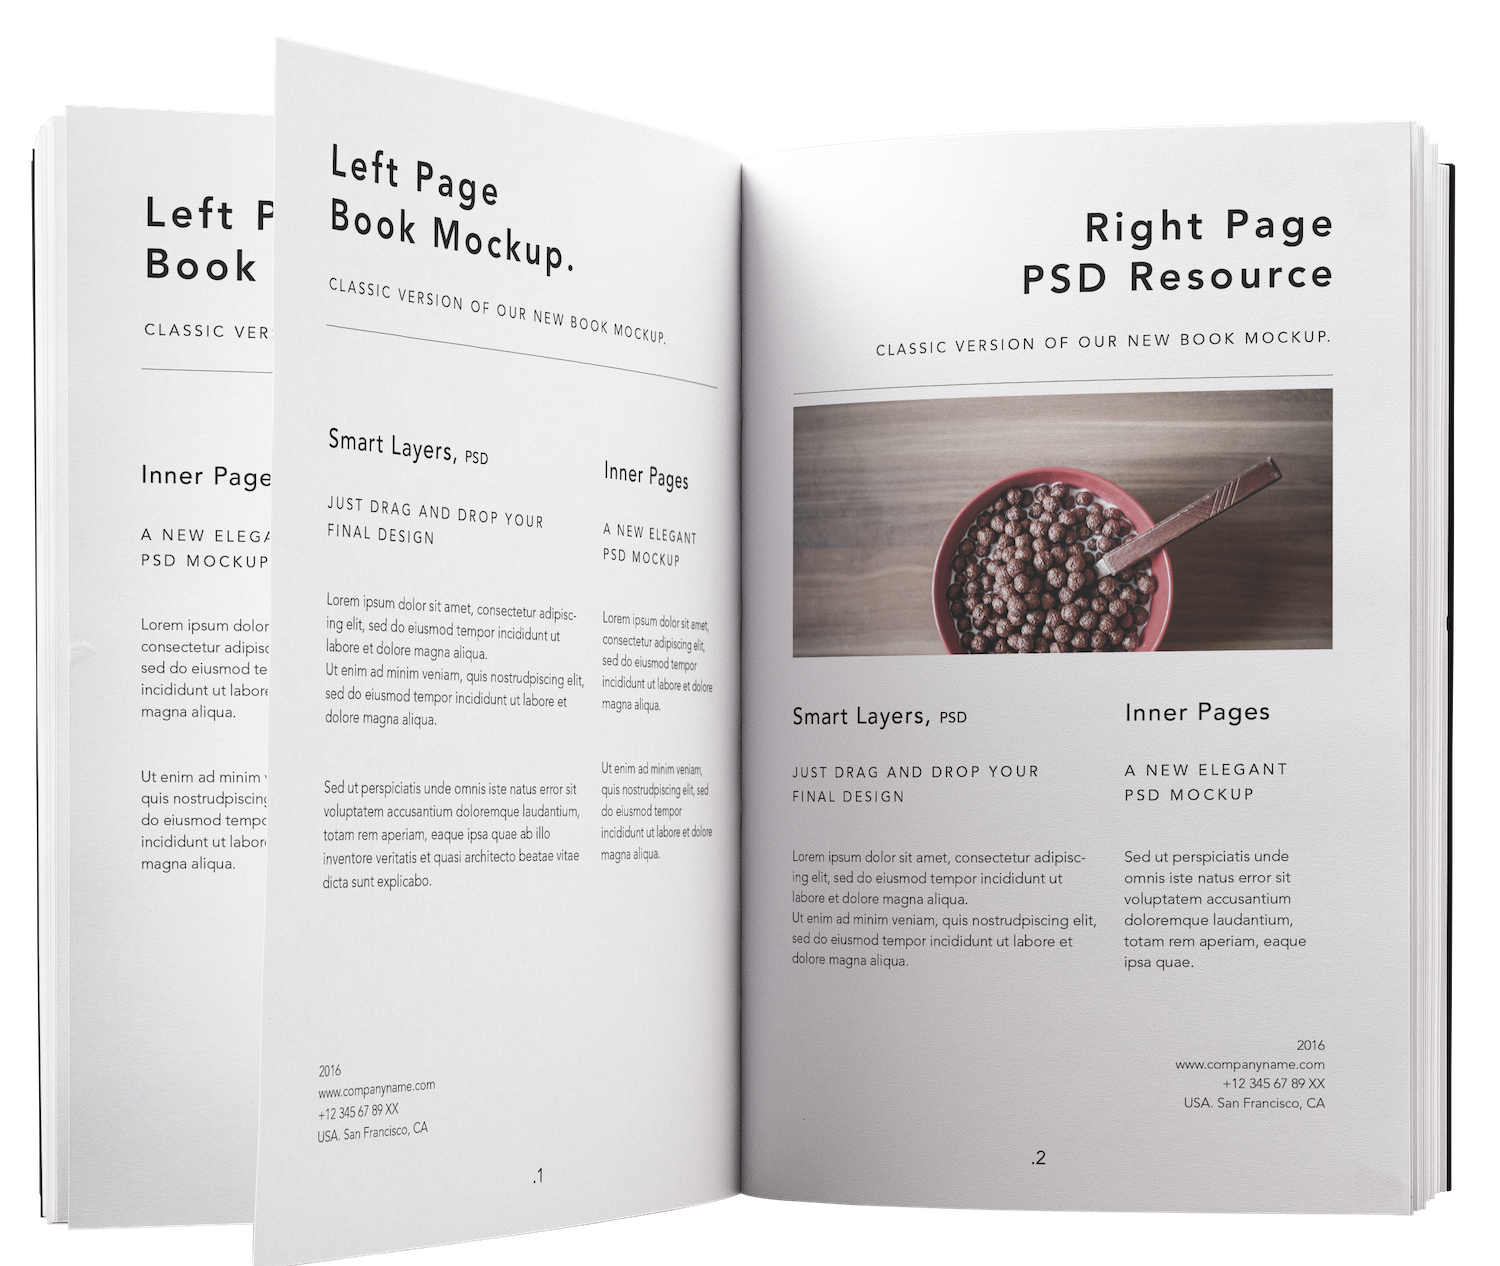 Left P
Book
CLASSIC VER
Inner Page
A NEW ELEGA
PSD MOCKUP
Lorem ipsum dolor
consectetur adipisc
sed do eiusmod te
incididunt ut labore
magna aliqua.
Ut enim ad minim
quis nostrudpiscing
do eiusmod tempo
incididunt ut labore
magna aliqua.
Left Page
Book Mockup.
CLASSIC VERSION OF OUR NEW BOOK MOCKUP.
Smart Layers, PSD
JUST DRAG AND DROP YOUR
FINAL DESIGN
Lorem ipsum dolor sit amet, consectetur adipisc-
ing elit, sed do eiusmod tempor incididunt ut
labore et dolore magna aliqua.
Ut enim ad minim veniam, quis nostrudpiscing elit,
sed do eiusmod tempor incididunt ut labore et
dolore magna aliqua.
Sed ut perspiciatis unde omnis iste natus error sit
voluptatem accusantium doloremque laudantium,
totam rem aperiam, eaque ipsa quae ab illo
inventore veritatis et quasi architecto beatae vitae
dicta sunt explicabo.
Inner Pages
A NEW ELEGANT
PSD MOCKUP
Lorem ipsum dolor sit amet,
consectetur adipiscing elit,
sed do eiusmod tempor
incididunt ut labore et dolore
magna aliqua.
Ut enim ad minim veniam,
quis nostrudpiscing elit, sed
do eiusmod tempor
incididunt ut labore et dolore
magna aliqua.
2016
www.companyname.com
+12 345 67 89 XX
USA. San Francisco, CA
.1
Right Page
PSD Resource
CLASSIC VERSION OF OUR NEW BOOK MOCKUP.
Smart Layers, PSD
JUST DRAG AND DROP YOUR
FINAL DESIGN
Lorem ipsum dolor sit amet, consectetur adipisc-
ing elit, sed do eiusmod tempor incididunt ut
labore et dolore magna aliqua.
Ut enim ad minim veniam, quis nostrudpiscing elit,
sed do eiusmod tempor incididunt ut labore et
dolore magna aliqua.
Inner Pages
A NEW ELEGANT
PSD MOCKUP
Sed ut perspiciatis unde
omnis iste natus error sit
voluptatem accusantium
doloremque laudantium,
totam rem aperiam, eaque
ipsa quae.
2016
www.companyname.com
+12 345 67 89 XX
USA. San Francisco, CA
.2